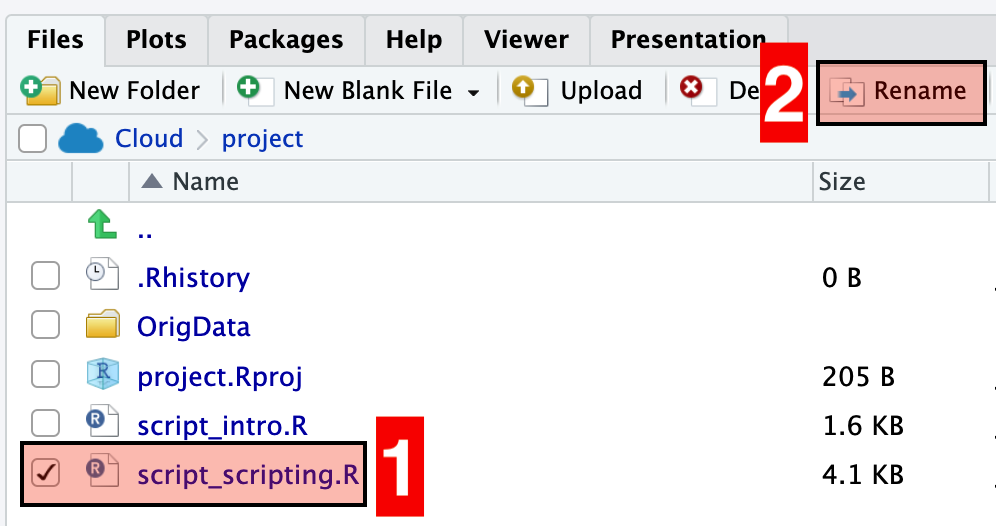 Files Plots Packages Help Viewer Presentation
New Folder New Blank File Upload De 2 Rename
Cloud project
Name Size
..
.Rhistory 0 B
OrigData
project.Rproj 205 B
script_intro.R 1.6 KB
script_scripting.R 1 4.1 KB